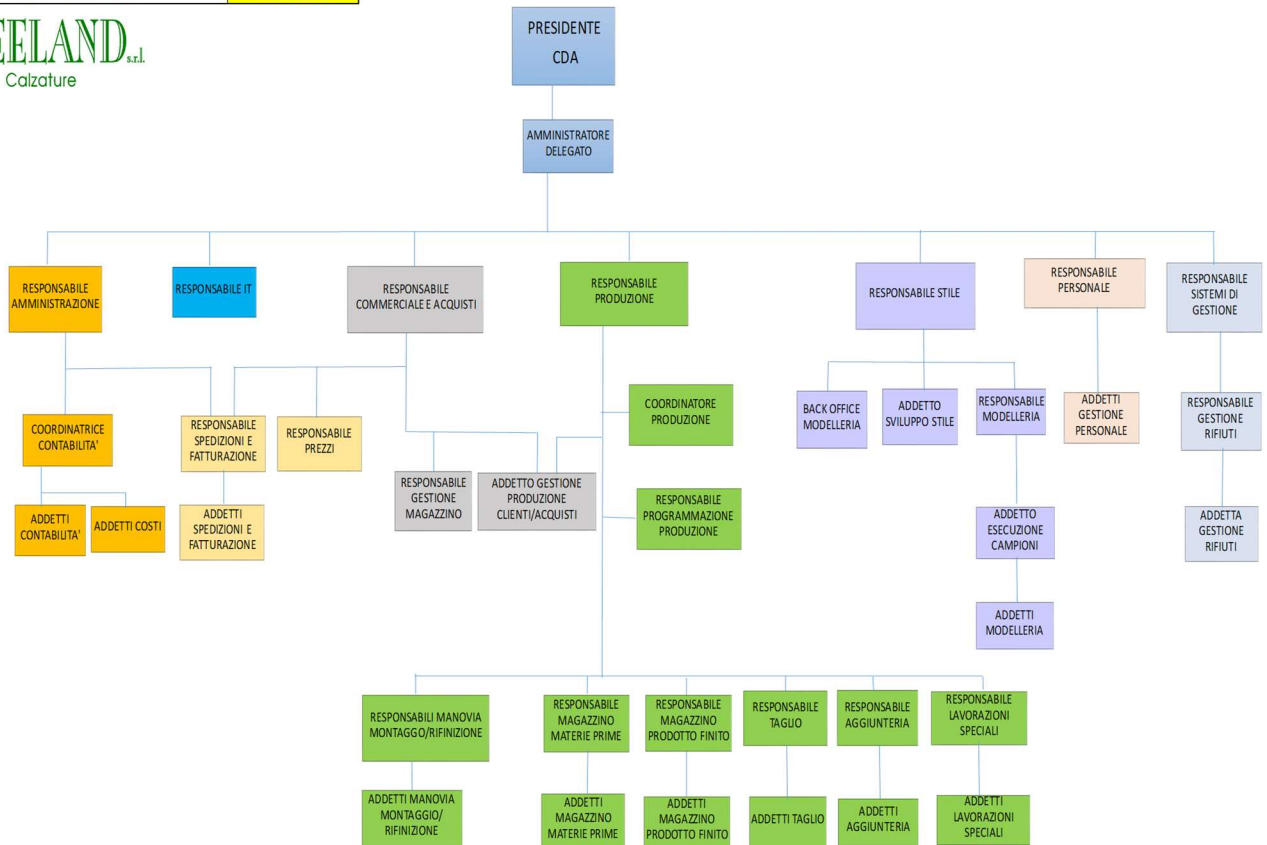 EELAND s.r.l.
Calzature
PRESIDENTE
CDA
AMMINISTRATORE
DELEGATO
RESPONSABILE
AMMINISTRAZIONE
RESPONSABILE IT
RESPONSABILE
COMMERCIALE E ACQUISTI
RESPONSABILE
PRODUZIONE
RESPONSABILE STILE
RESPONSABILE
PERSONALE
RESPONSABILE
SISTEMI DI
GESTIONE
COORDINATRICE
CONTABILITA'
RESPONSABILE
SPEDIZIONI E
FATTURAZIONE
RESPONSABILE
PREZZI
COORDINATORE
PRODUZIONE
BACK OFFICE
MODELLERIA
ADDETTO
SVILUPPO STILE
RESPONSABILE
MODELLERIA
ADDETTI
GESTIONE
PERSONALE
RESPONSABILE
GESTIONE
RIFIUTI
ADDETTI
CONTABILITA'
ADDETTI COSTI
ADDETTI
SPEDIZIONI E
FATTURAZIONE
RESPONSABILE
GESTIONE
MAGAZZINO
ADDETTO GESTIONE
PRODUZIONE
CLIENTI/ACQUISTI
RESPONSABILE
PROGRAMMAZIONE
PRODUZIONE
ADDETTO
ESECUZIONE
CAMPIONI
ADDETTA
GESTIONE
RIFIUTI
ADDETTI
MODELLERIA
RESPONSABILI MANOVIA
MONTAGGO/RIFINIZIONE
RESPONSABILE
MAGAZZINO
MATERIE PRIME
RESPONSABILE
MAGAZZINO
PRODOTTO FINITO
RESPONSABILE
TAGLIO
RESPONSABILE
AGGIUNTERIA
RESPONSABILE
LAVORAZIONI
SPECIALI
ADDETTI MANOVIA
MONTAGGIO/
RIFINIZIONE
ADDETTI
MAGAZZINO
MATERIE PRIME
ADDETTI
MAGAZZINO
PRODOTTO FINITO
ADDETTI TAGLIO
ADDETTI
AGGIUNTERIA
ADDETTI
LAVORAZIONI
SPECIALI